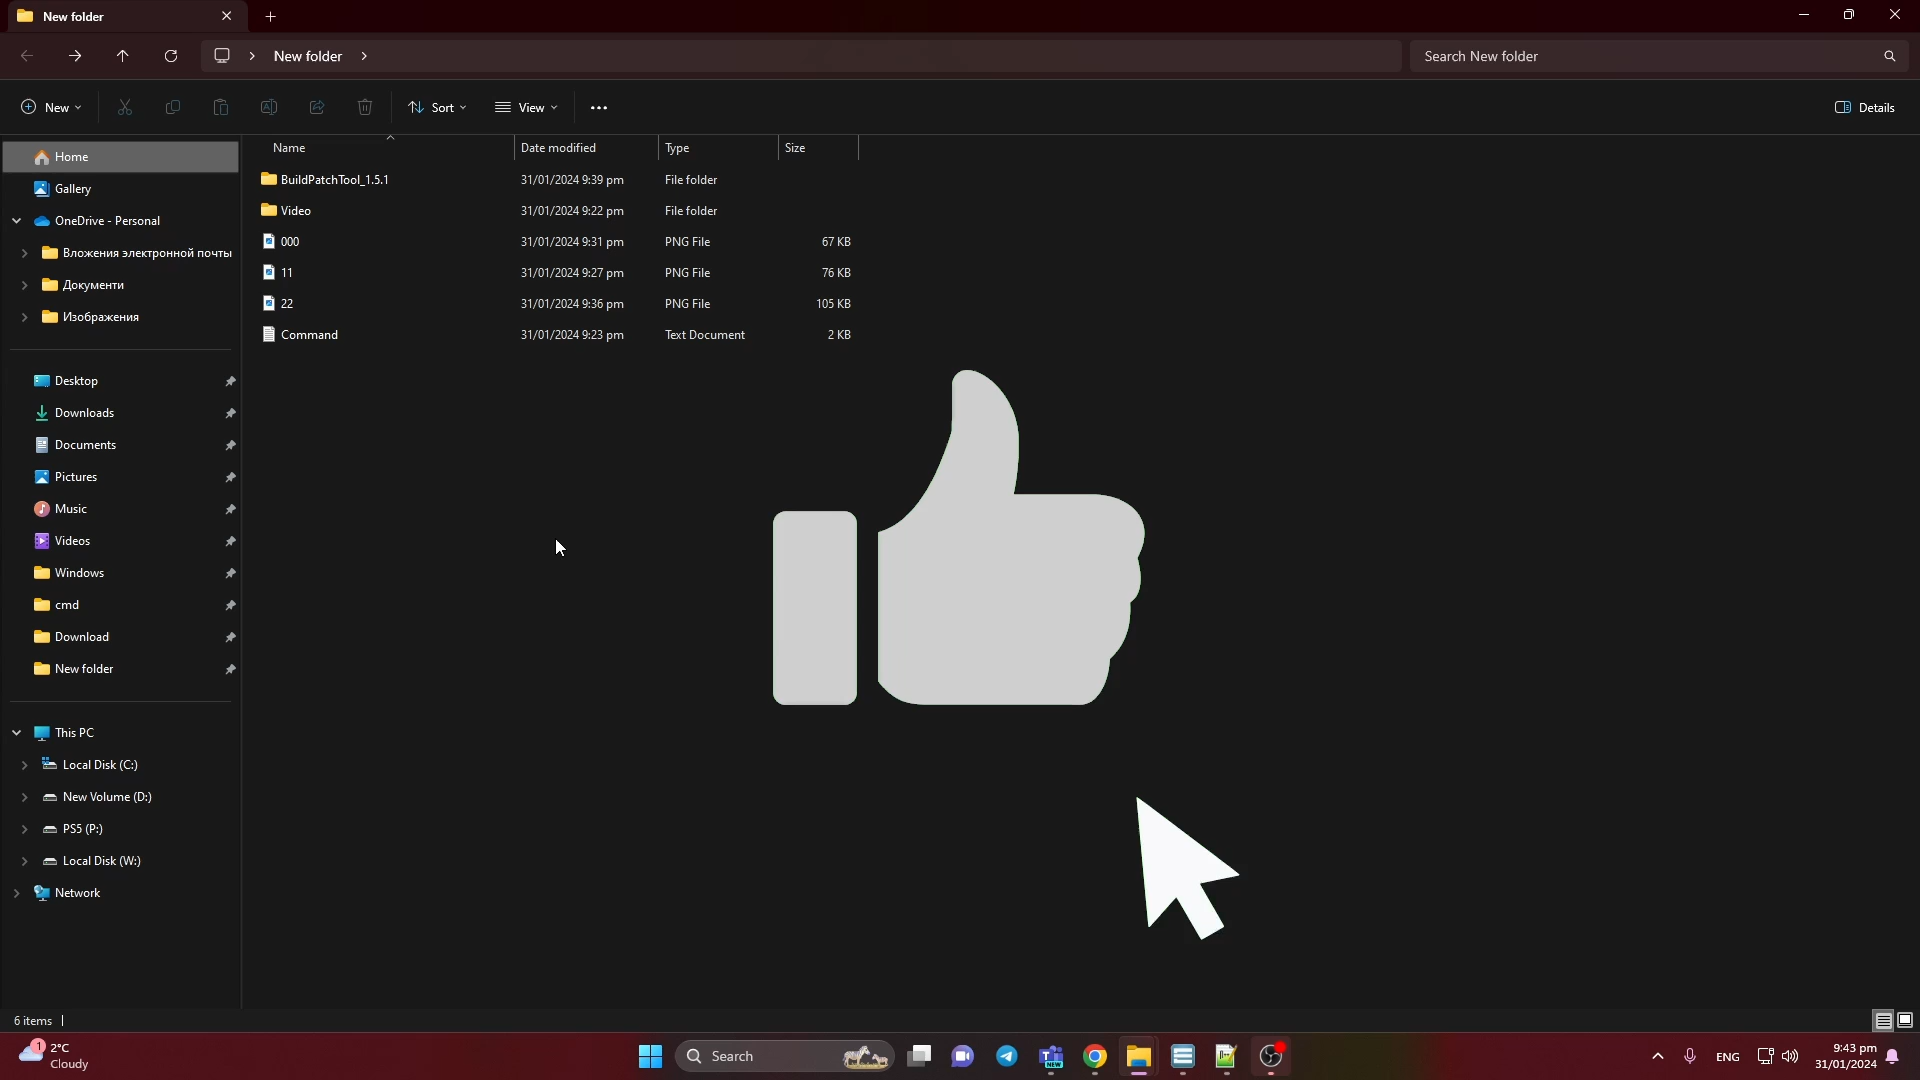 New folder
New folder
Search New folder
New
Sort
View
Details
Home
Gallery
OneDrive - Personal
Вложения электронной почты
Документи
Изображения
Desktop
Downloads
Documents
Pictures
Music
Videos
Windows
cmd
Download
New folder
This PC
Local Disk (C:)
New Volume (D:)
PS5 (P:)
Local Disk (W:)
Network
Name Date modified Type Size
BuildPatchTool_1.5.1 31/01/2024 9:39 pm File folder
Video 31/01/2024 9:22 pm File folder
000 31/01/2024 9:31 pm PNG File 67 KB
11 31/01/2024 9:27 pm PNG File 76 KB
22 31/01/2024 9:36 pm PNG File 105 KB
Command 31/01/2024 9:23 pm Text Document 2 KB
6 items
1
2°C
Cloudy
Search
NEW
ENG
9:43 pm
31/01/2024